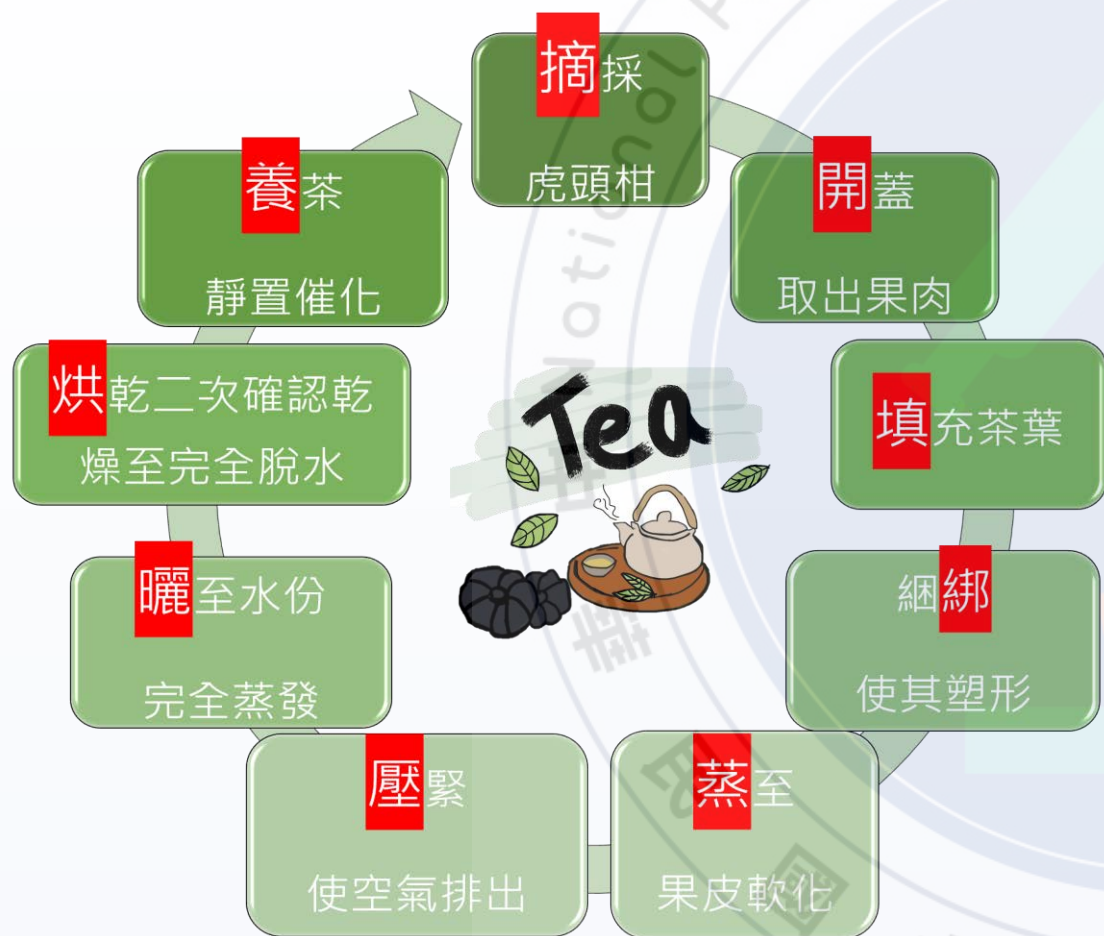 摘採
虎頭柑
開蓋
取出果肉
填充茶葉
綑綁
使其塑形
蒸至
果皮軟化
壓緊
使空氣排出
曬至水份
完全蒸發
烘乾二次確認乾
燥至完全脫水
養茶
靜置催化
Tea
National